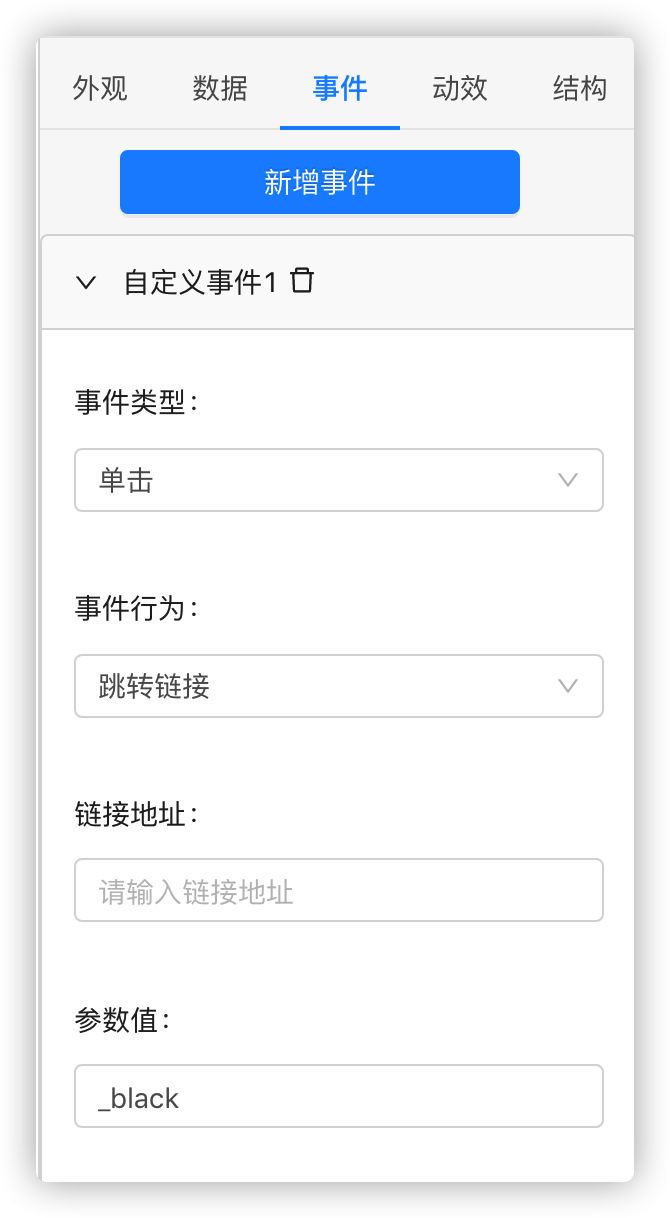 外观 数据 事件 动效 结构
新增事件
自定义事件1
事件类型:
单击
事件行为:
跳转链接
链接地址:
请输入链接地址
参数值:
_black